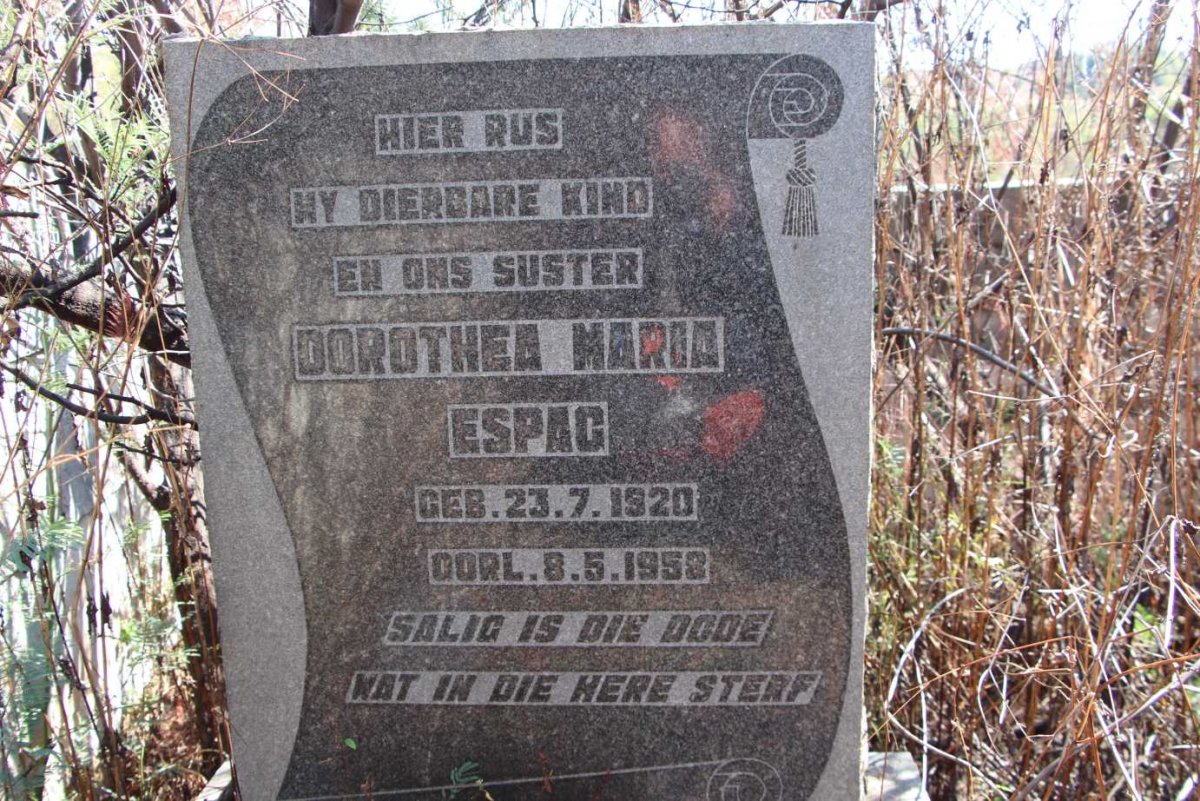 HIER RUS
MY DIERBARE KIND
EN ONS SUSTER
DOROTHEA MARIA
ESPAG
GEB. 23.7.1920
OORL. 8.5.1958
SALIG IS DIE DODE
WAT IN DIE HERE STERF